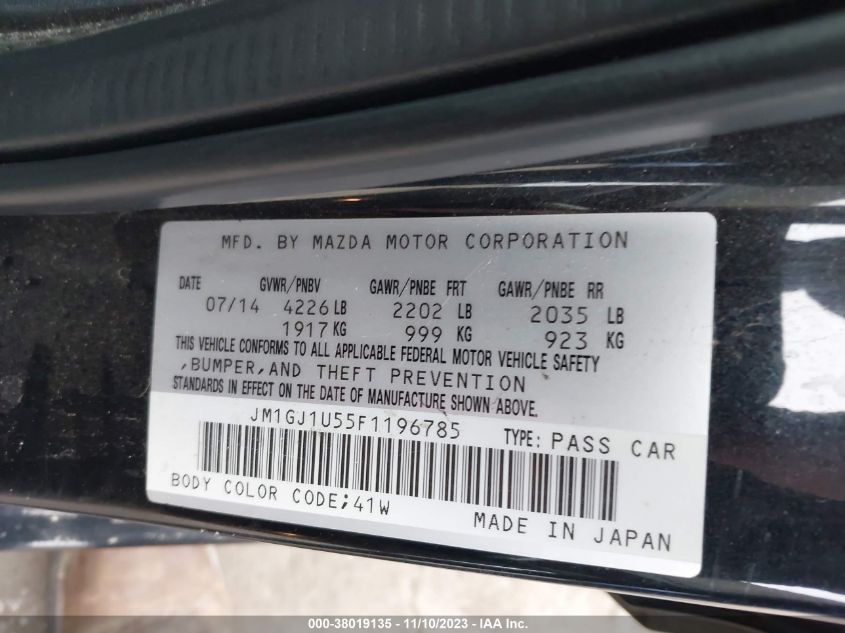 MFD. BY MAZDA MOTOR CORPORATION
DATE GVWR/PNBV GAWR/PNBE FRT GAWR/PNBE RR
07/14 4226 LB 2202 LB 2035 LB
1917 KG 999 KG 923 KG
THIS VEHICLE CONFORMS TO ALL APPLICABLE FEDERAL MOTOR VEHICLE SAFETY
,BUMPER,AND THEFT PREVENTION
STANDARDS IN EFFECT ON THE DATE OF MANUFACTURE SHOWN ABOVE.
JM1GJ1U55F1196785 TYPE: PASS CAR
BODY COLOR CODE;41W
MADE IN JAPAN
000-38019135 - 11/10/2023 - IAA Inc.